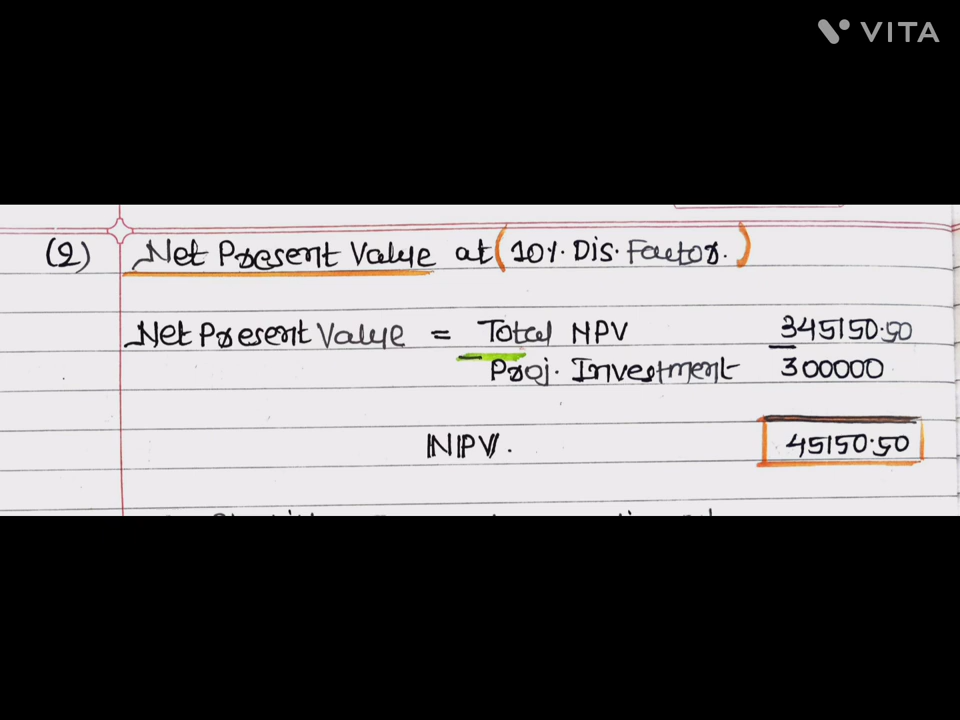 VITA
(2) Net Present Value at (10%. Dis. Factor.)
Net Present Value = Total NPV 345150.50
— Proj. Investment 300000
NPV. 45150.50